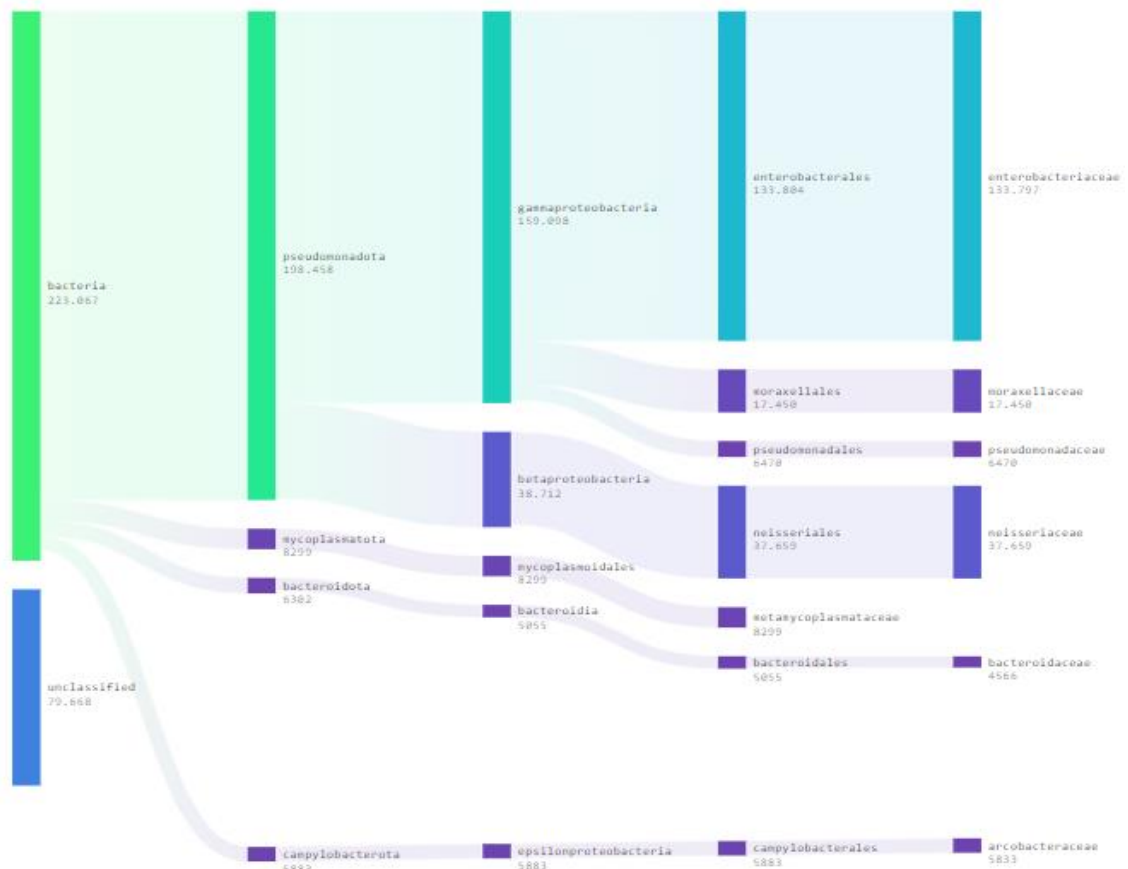 bacteria
223.067
unclassified
79.668
pseudomonadota
198.458
mycoplasmatota
8299
bacteroidota
6302
campylobacterota
5883
gammaproteobacteria
159.098
betaproteobacteria
38.712
mycoplasmoidales
8299
bacteroidia
5055
epsilonproteobacteria
5883
enterobacterales
133.804
moraxellales
17.450
pseudomonadales
6470
neisseriales
37.659
metamycoplasmataceae
8299
bacteroidales
5055
campylobacterales
5883
enterobacteriaceae
133.797
moraxellaceae
17.450
pseudomonadaceae
6470
neisseriaceae
37.659
bacteroidaceae
4566
arcobacteraceae
5833